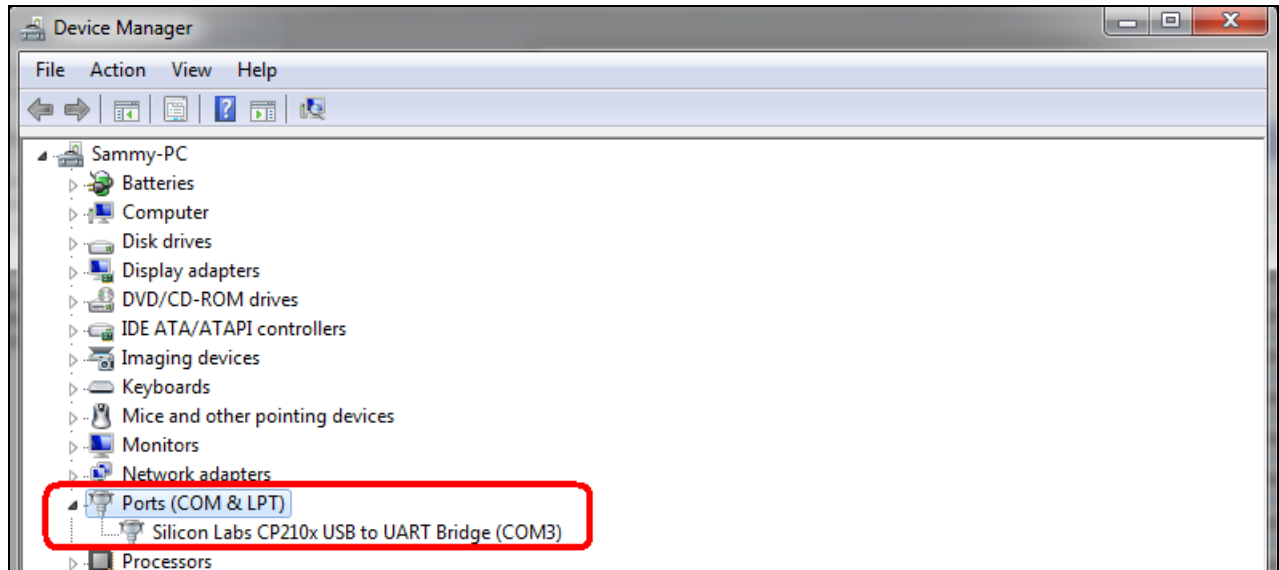 Device Manager
File Action View Help
Sammy-PC
Batteries
Computer
Disk drives
Display adapters
DVD/CD-ROM drives
IDE ATA/ATAPI controllers
Imaging devices
Keyboards
Mice and other pointing devices
Monitors
Network adapters
Ports (COM & LPT)
Silicon Labs CP210x USB to UART Bridge (COM3)
Processors